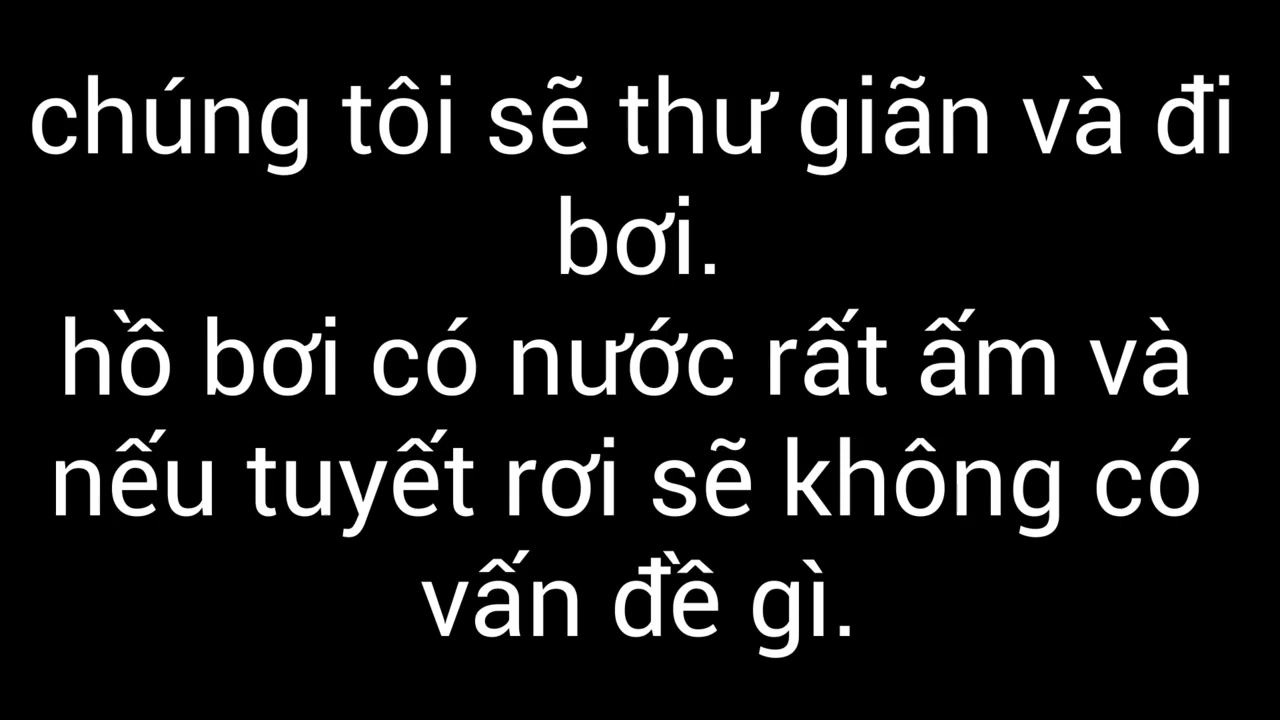 chúng tôi sẽ thư giãn và đi
bơi.
hồ bơi có nước rất ấm và
nếu tuyết rơi sẽ không có
vấn đề gì.